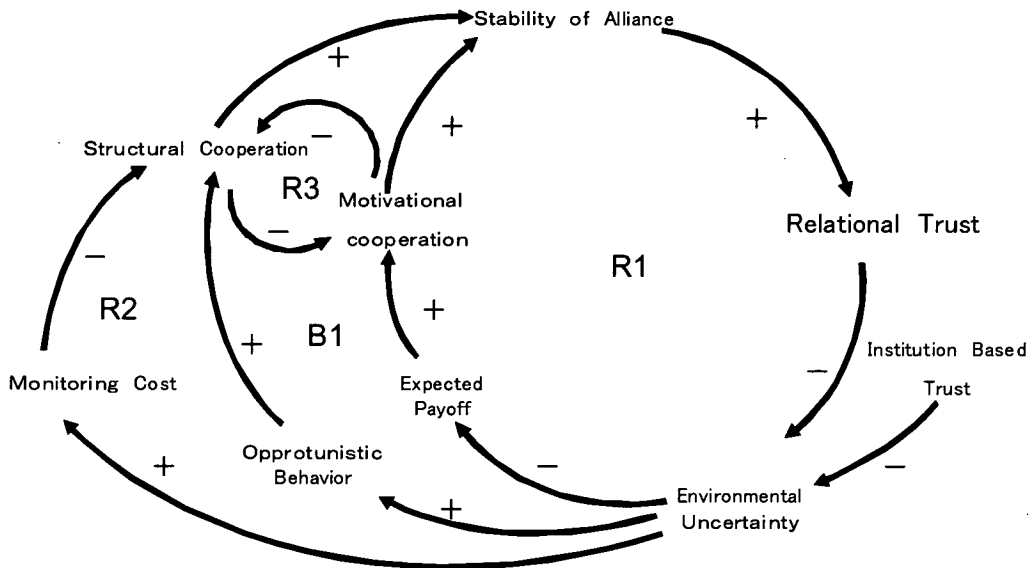 Stability of Alliance
+
+
−
+
+
Structural Cooperation
R3
Motivational
cooperation
−
Relational Trust
R1
−
R2
+
B1
+
Institution Based
Trust
−
Monitoring Cost
Expected
Payoff
Opprotunistic
Behavior
+
−
−
+
Environmental
Uncertainty